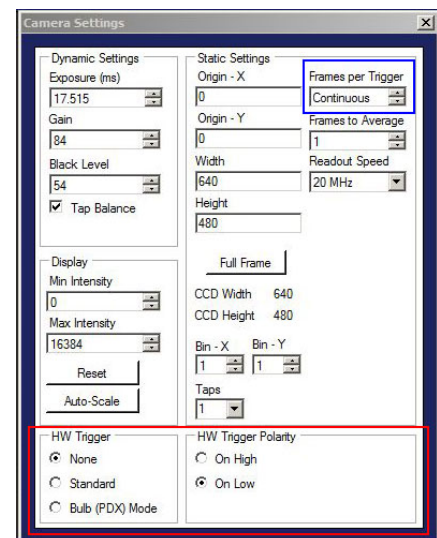 Camera Settings
Dynamic Settings
Exposure (ms)
17.515
Gain
84
Black Level
54
Tap Balance
Static Settings
Origin - X
0
Origin - Y
0
Width
640
Height
480
Full Frame
CCD Width 640
CCD Height 480
Bin - X Bin - Y
1 1
Taps
1
Frames per Trigger
Continuous
Frames to Average
1
Readout Speed
20 MHz
Display
Min Intensity
0
Max Intensity
16384
Reset
Auto-Scale
HW Trigger
None
Standard
Bulb (PDX) Mode
HW Trigger Polarity
On High
On Low